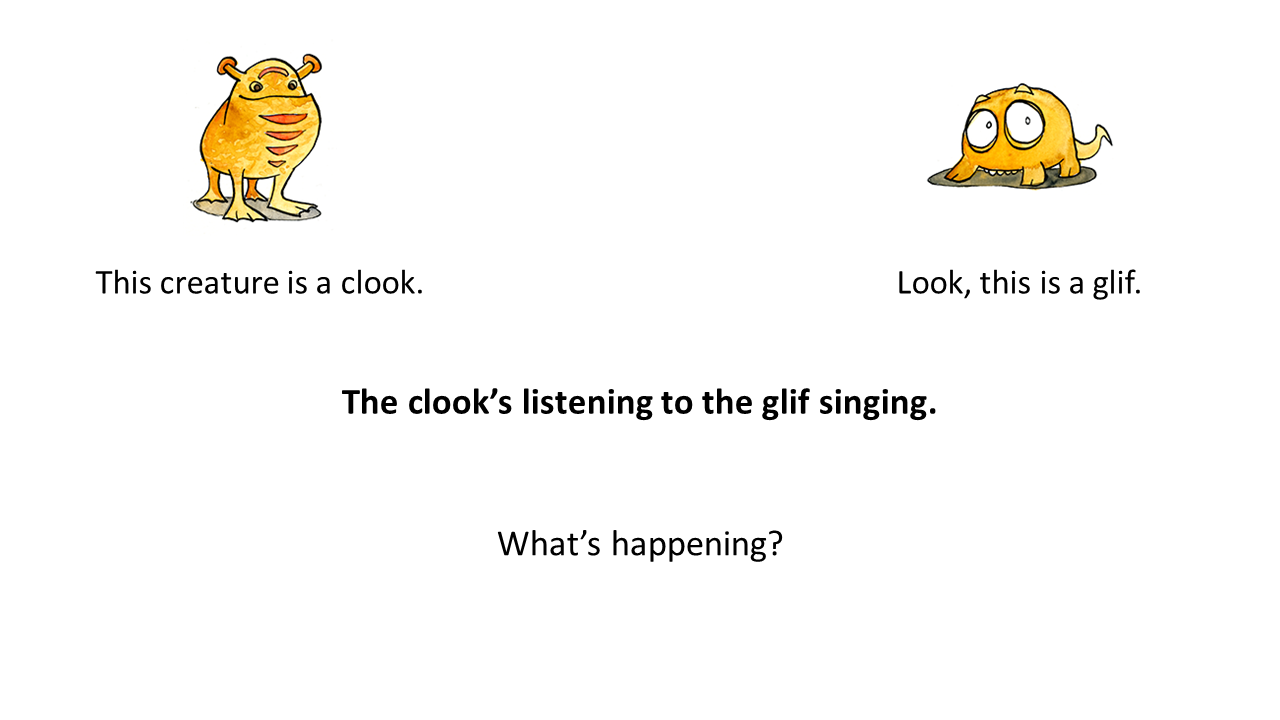 This creature is a clook.
Look, this is a glif.
The clook’s listening to the glif singing.
What’s happening?